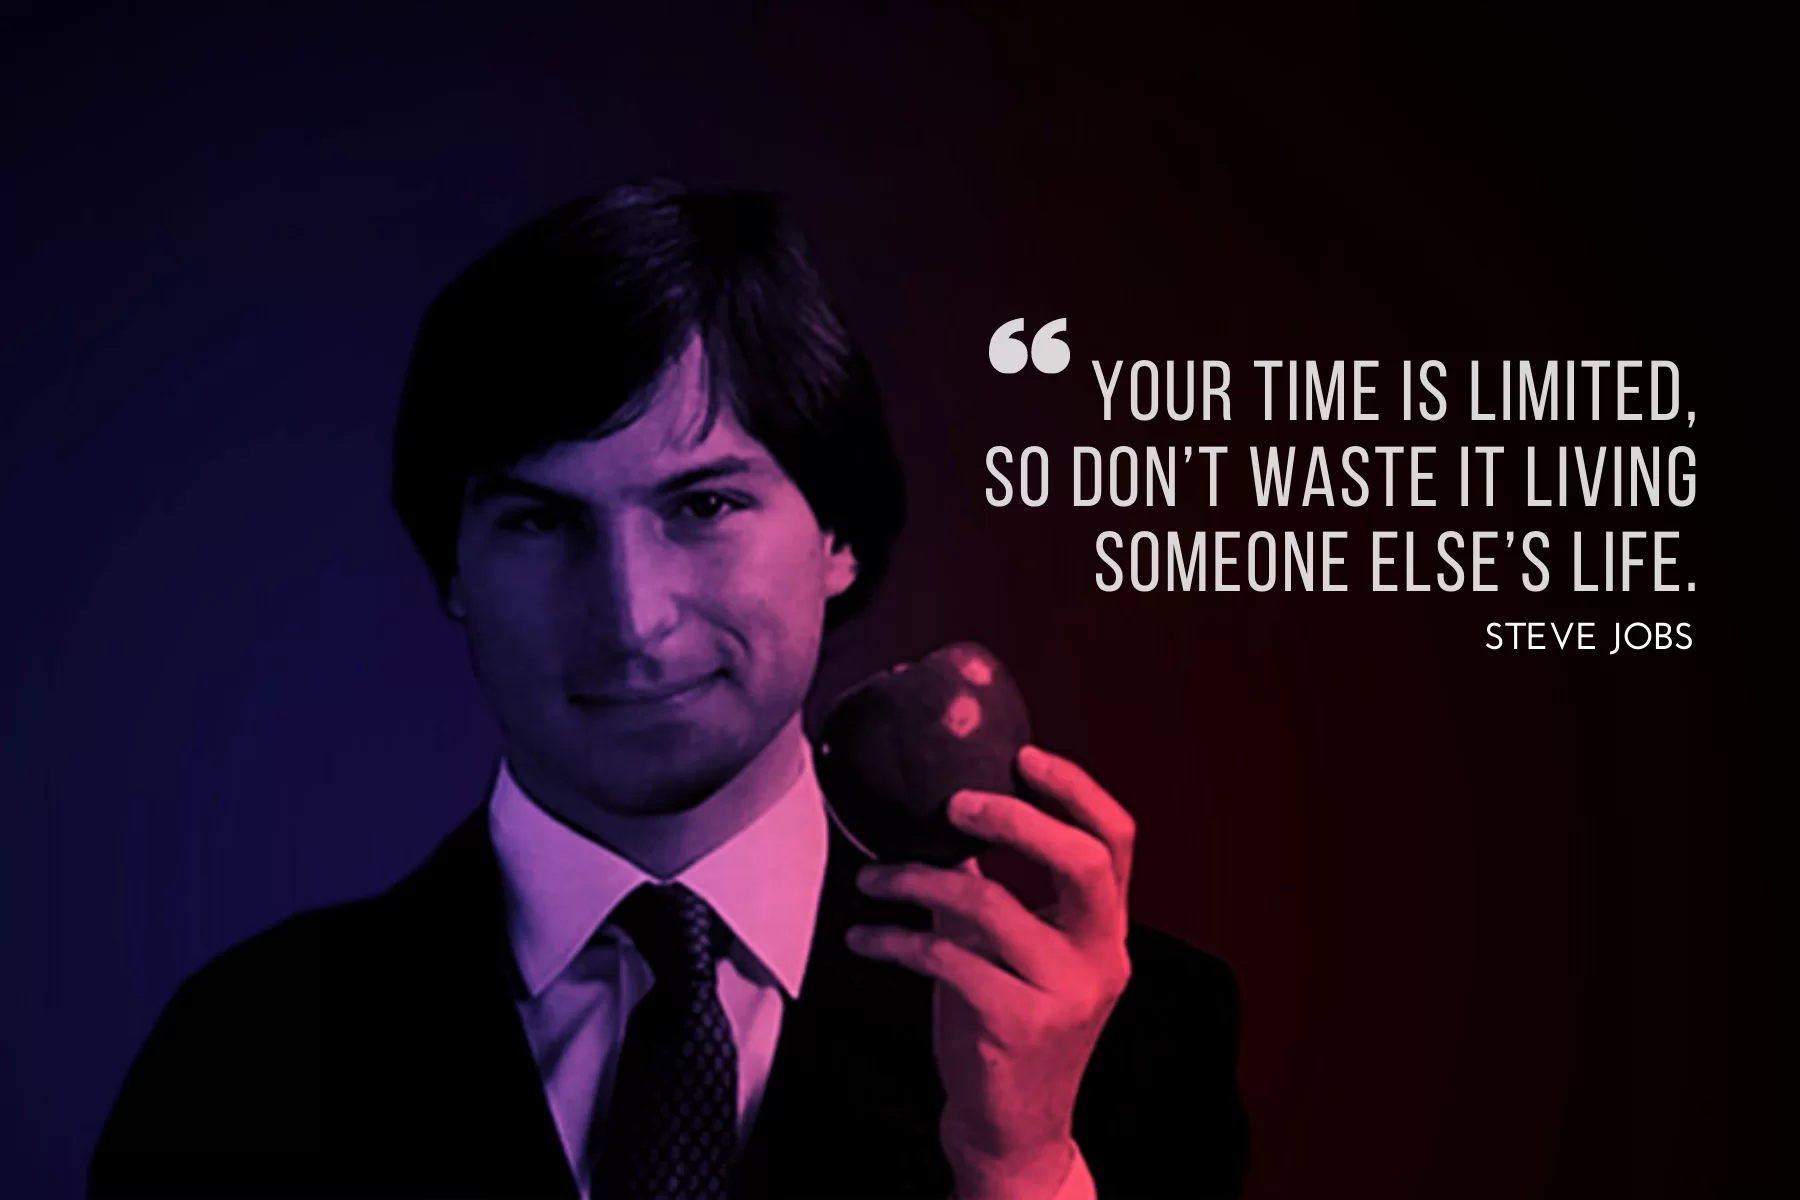 “ YOUR TIME IS LIMITED,
SO DON’T WASTE IT LIVING
SOMEONE ELSE’S LIFE.
STEVE JOBS